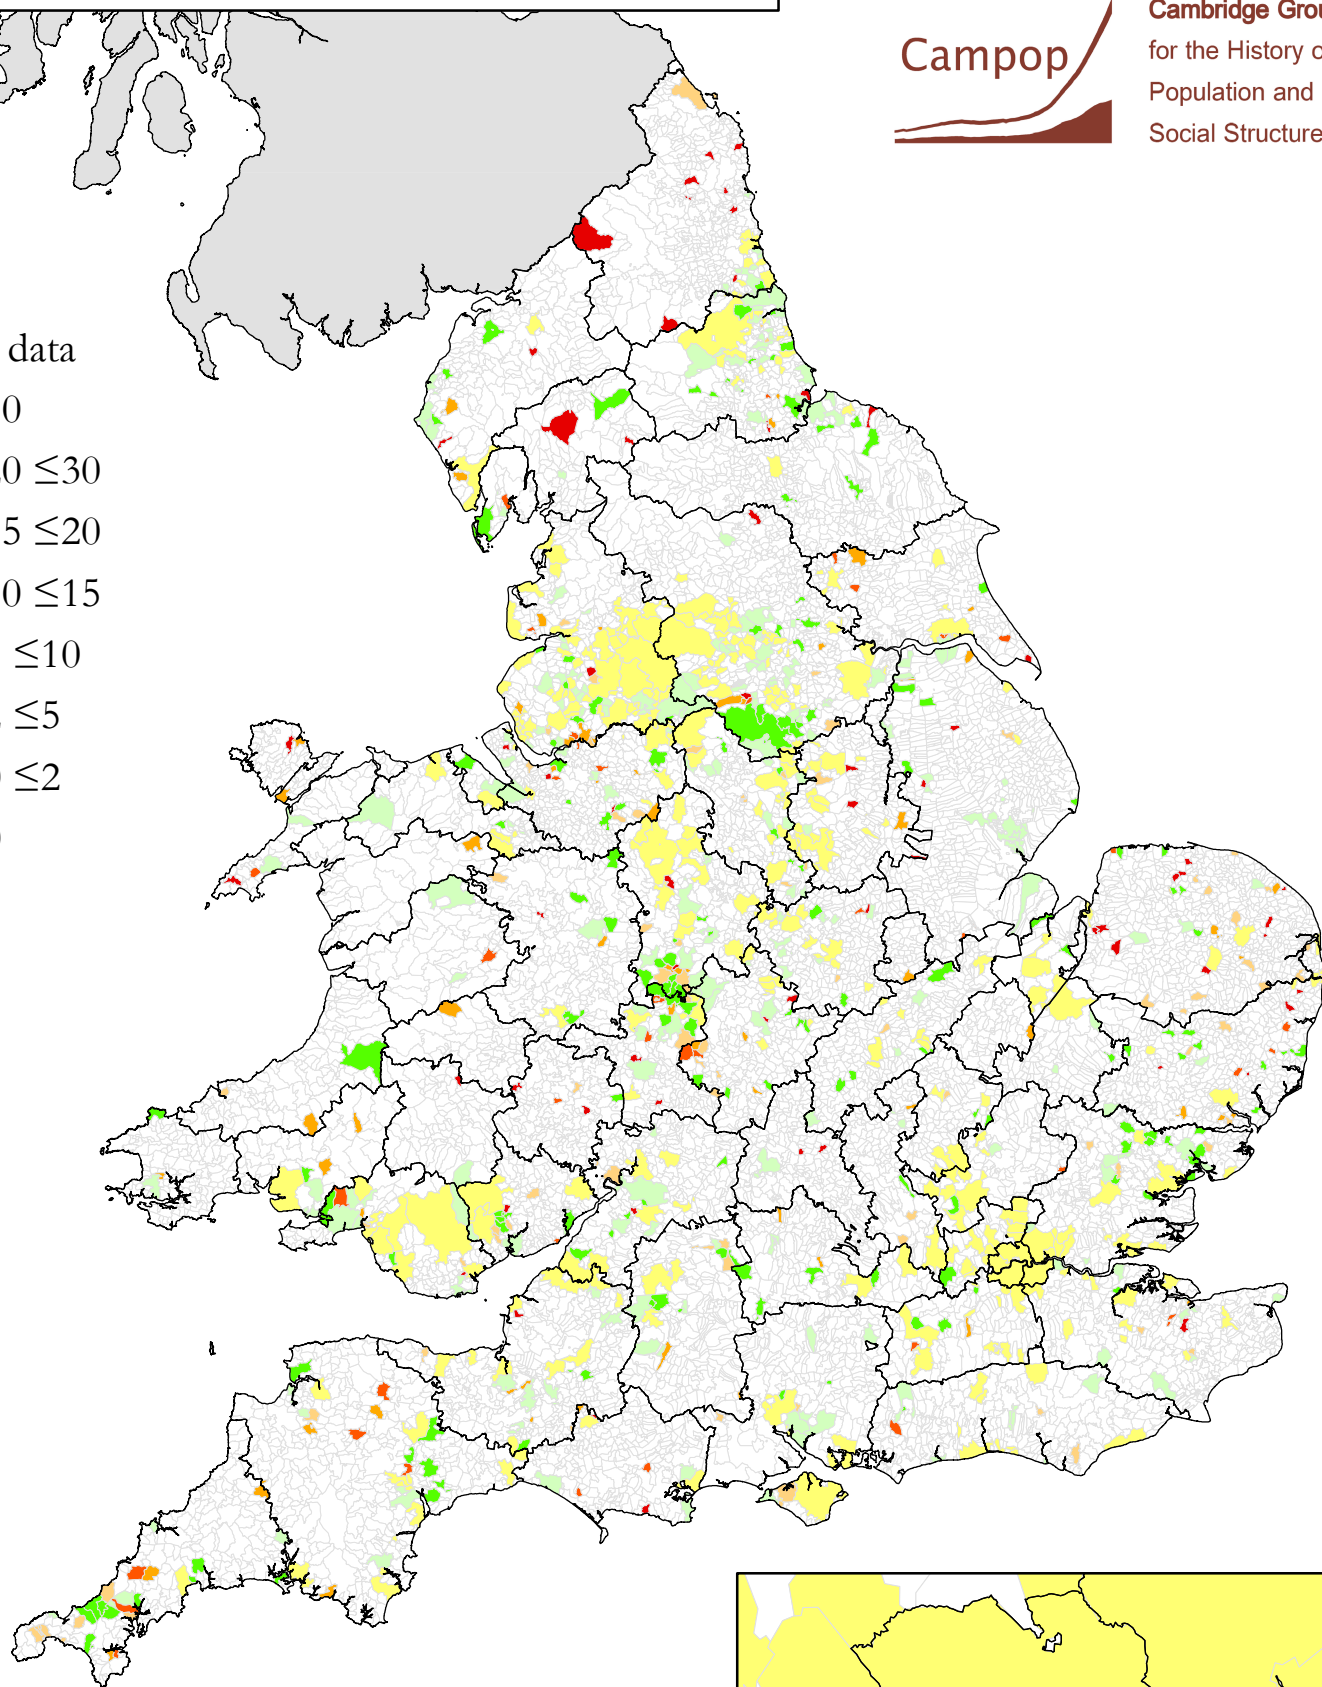 Cambridge Grou
Campop
for the History o
Population and
Social Structure
data
0
0 ≤30
5 ≤20
0 ≤15
≤10
≤5
≤2